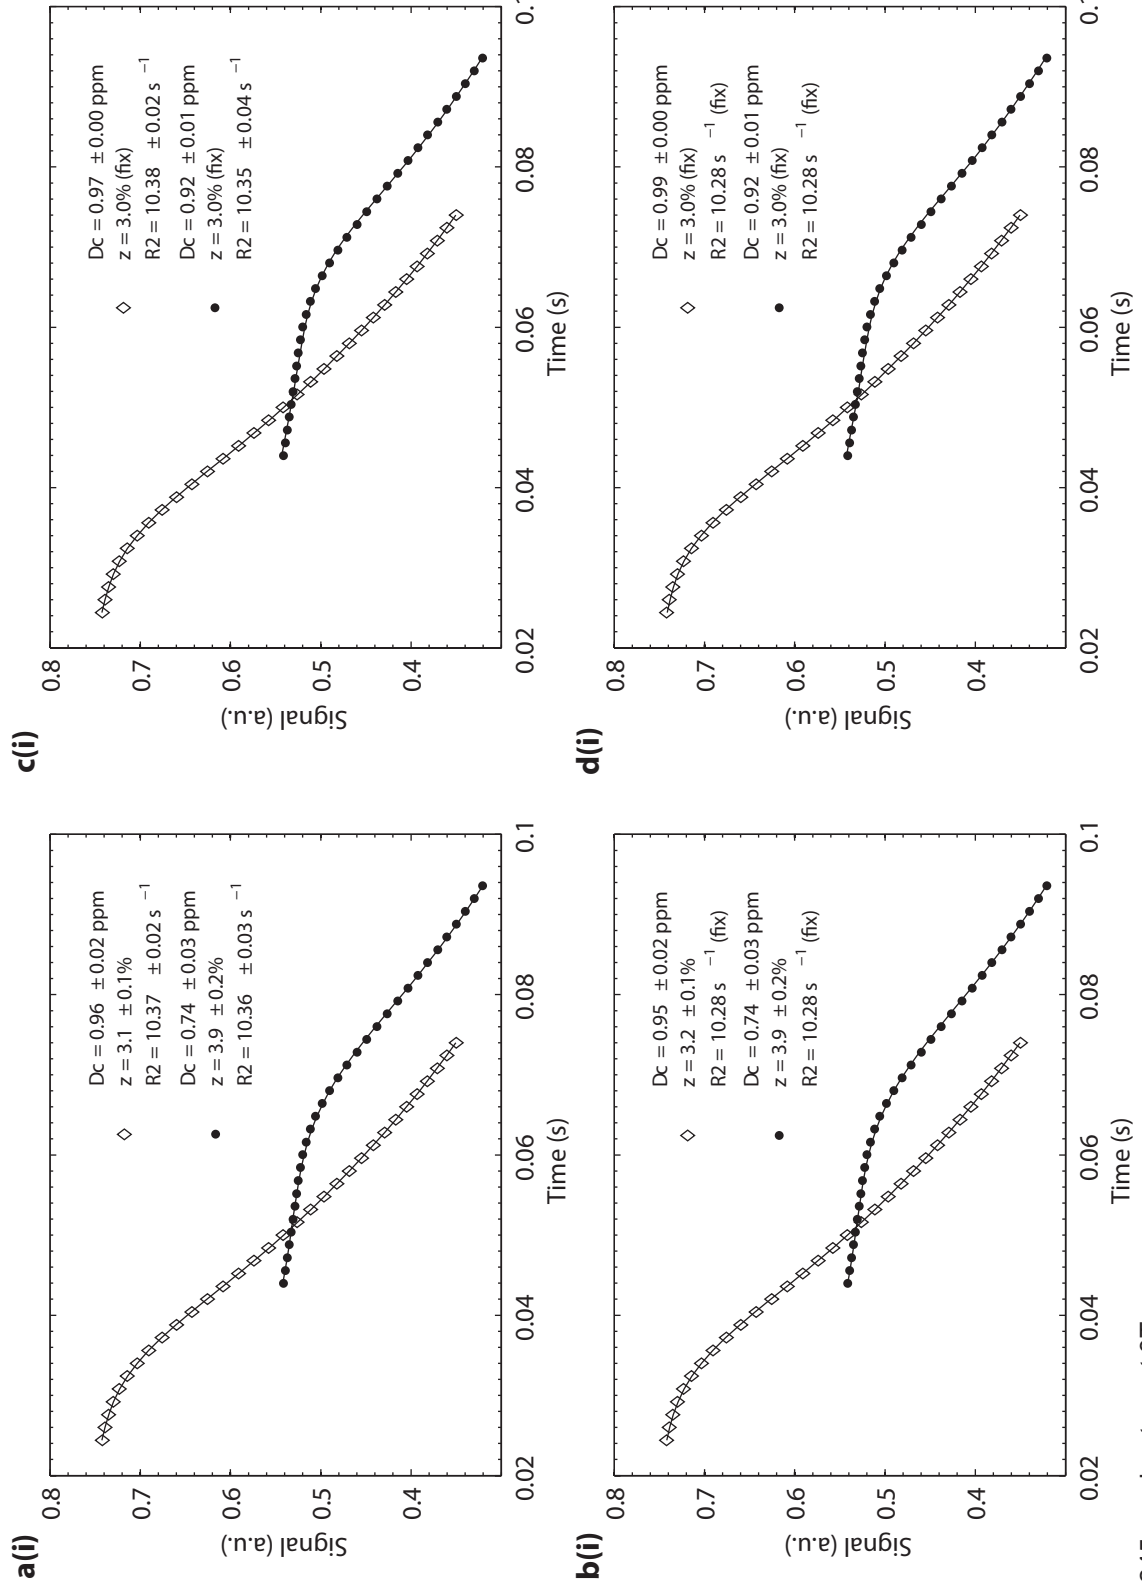 a(i)
0.8
0.7
0.6
0.5
0.4
Signal (a.u.)
Dc = 0.96 ± 0.02 ppm
z = 3.1 ± 0.1%
R2 = 10.37 ± 0.02 s −1
Dc = 0.74 ± 0.03 ppm
z = 3.9 ± 0.2%
R2 = 10.36 ± 0.03 s −1
0.02 0.04 0.06 0.08 0.1
Time (s)
c(i)
0.8
0.7
0.6
0.5
0.4
Signal (a.u.)
Dc = 0.97 ± 0.00 ppm
z = 3.0% (fix)
R2 = 10.38 ± 0.02 s −1
Dc = 0.92 ± 0.01 ppm
z = 3.0% (fix)
R2 = 10.35 ± 0.04 s −1
0.02 0.04 0.06 0.08
Time (s)
b(i)
0.8
0.7
0.6
0.5
0.4
Signal (a.u.)
Dc = 0.95 ± 0.02 ppm
z = 3.2 ± 0.1%
R2 = 10.28 s −1 (fix)
Dc = 0.74 ± 0.03 ppm
z = 3.9 ± 0.2%
R2 = 10.28 s −1 (fix)
0.02 0.04 0.06 0.08 0.1
Time (s)
d(i)
0.8
0.7
0.6
0.5
0.4
Signal (a.u.)
Dc = 0.99 ± 0.00 ppm
z = 3.0% (fix)
R2 = 10.28 s −1 (fix)
Dc = 0.92 ± 0.01 ppm
z = 3.0% (fix)
R2 = 10.28 s −1 (fix)
0.02 0.04 0.06 0.08
Time (s)